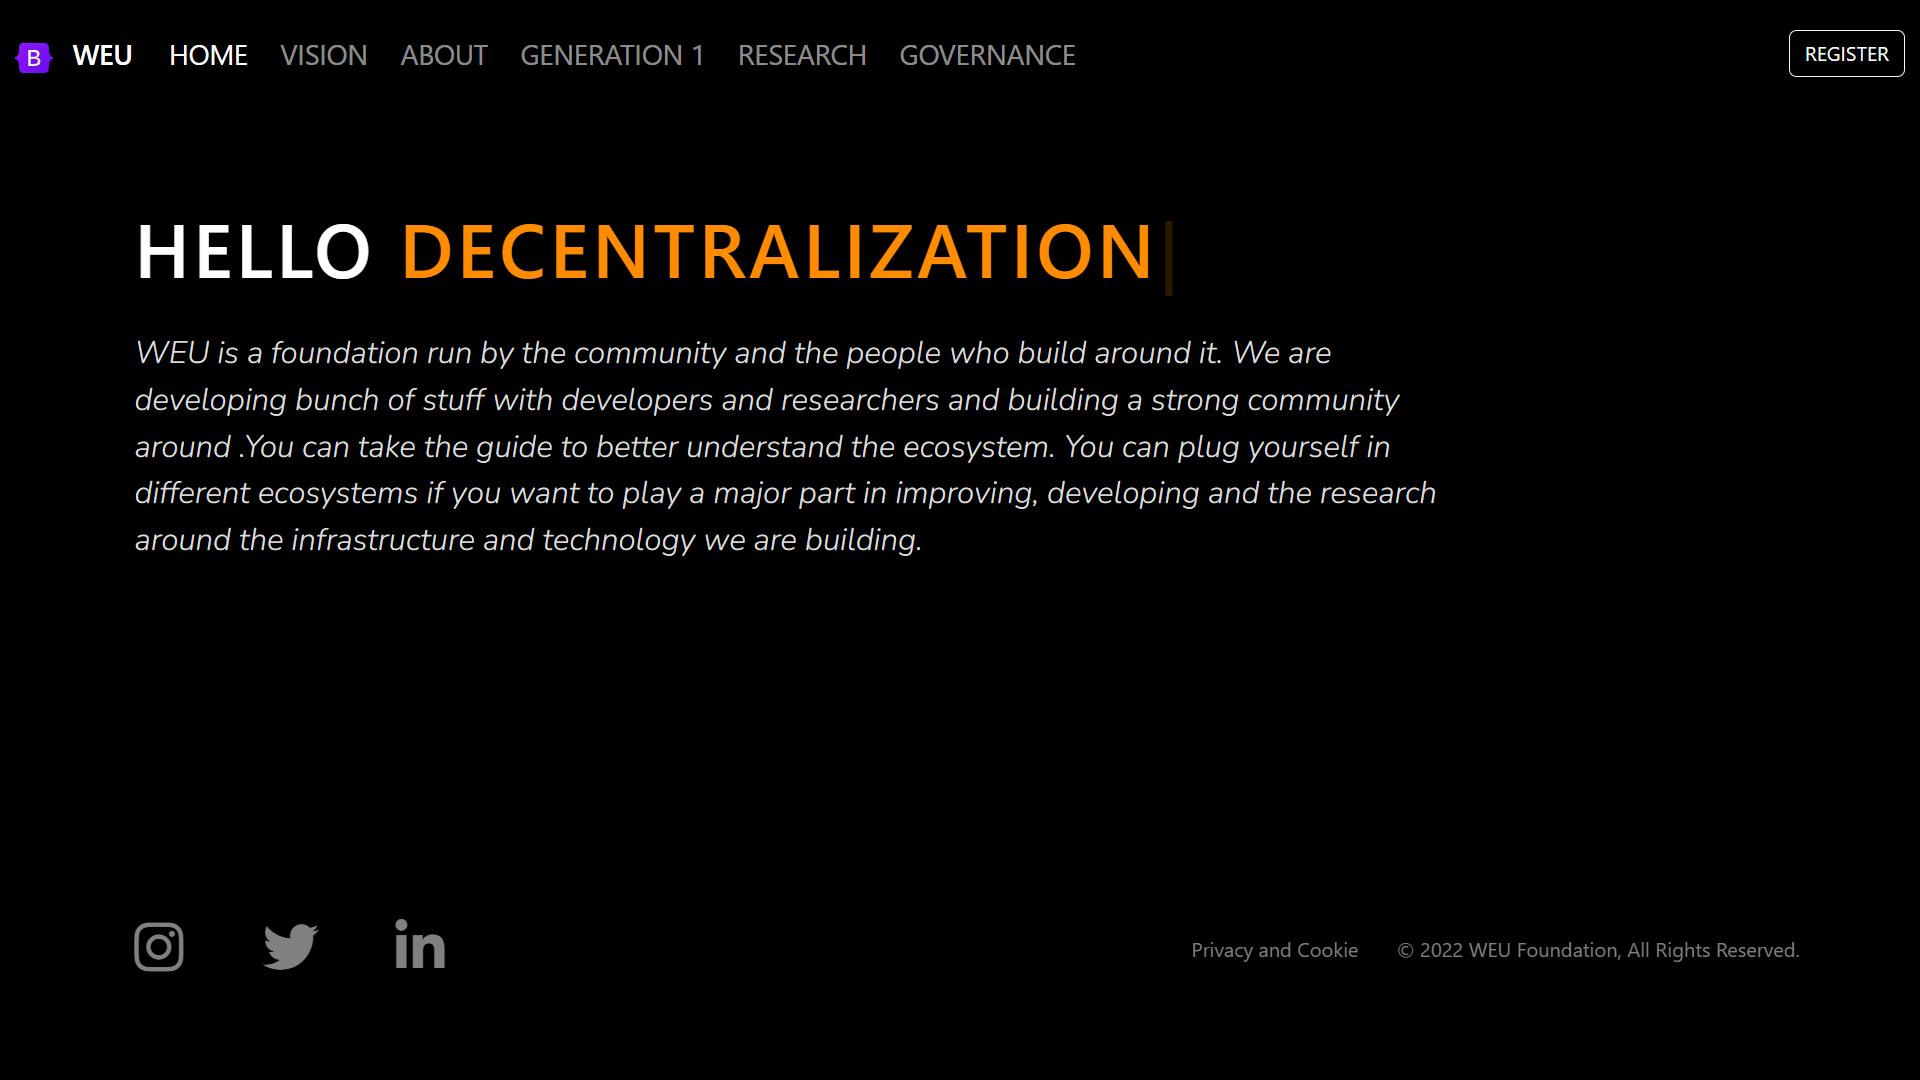 B WEU HOME VISION ABOUT GENERATION 1 RESEARCH GOVERNANCE REGISTER
HELLO DECENTRALIZATION
WEU is a foundation run by the community and the people who build around it. We are
developing bunch of stuff with developers and researchers and building a strong community
around .You can take the guide to better understand the ecosystem. You can plug yourself in
different ecosystems if you want to play a major part in improving, developing and the research
around the infrastructure and technology we are building.
in
Privacy and Cookie © 2022 WEU Foundation, All Rights Reserved.